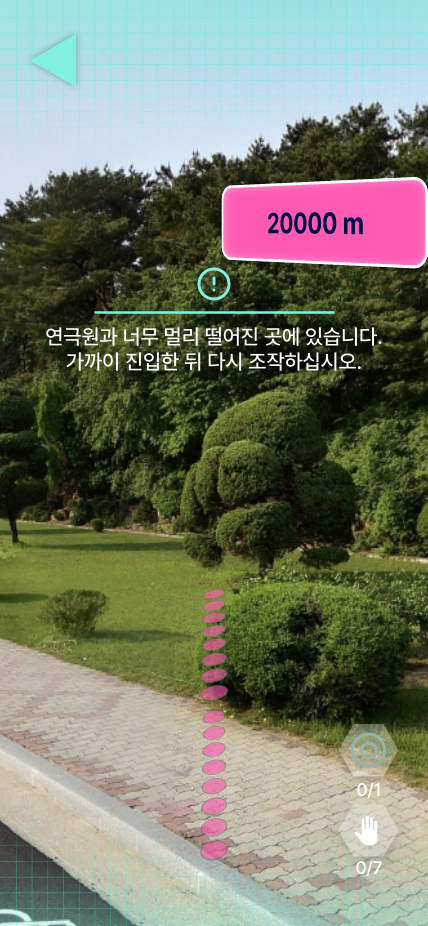 20000 m
연극원과 너무 멀리 떨어진 곳에 있습니다.
가까이 진입한 뒤 다시 조작하십시오.
0/1
0/7